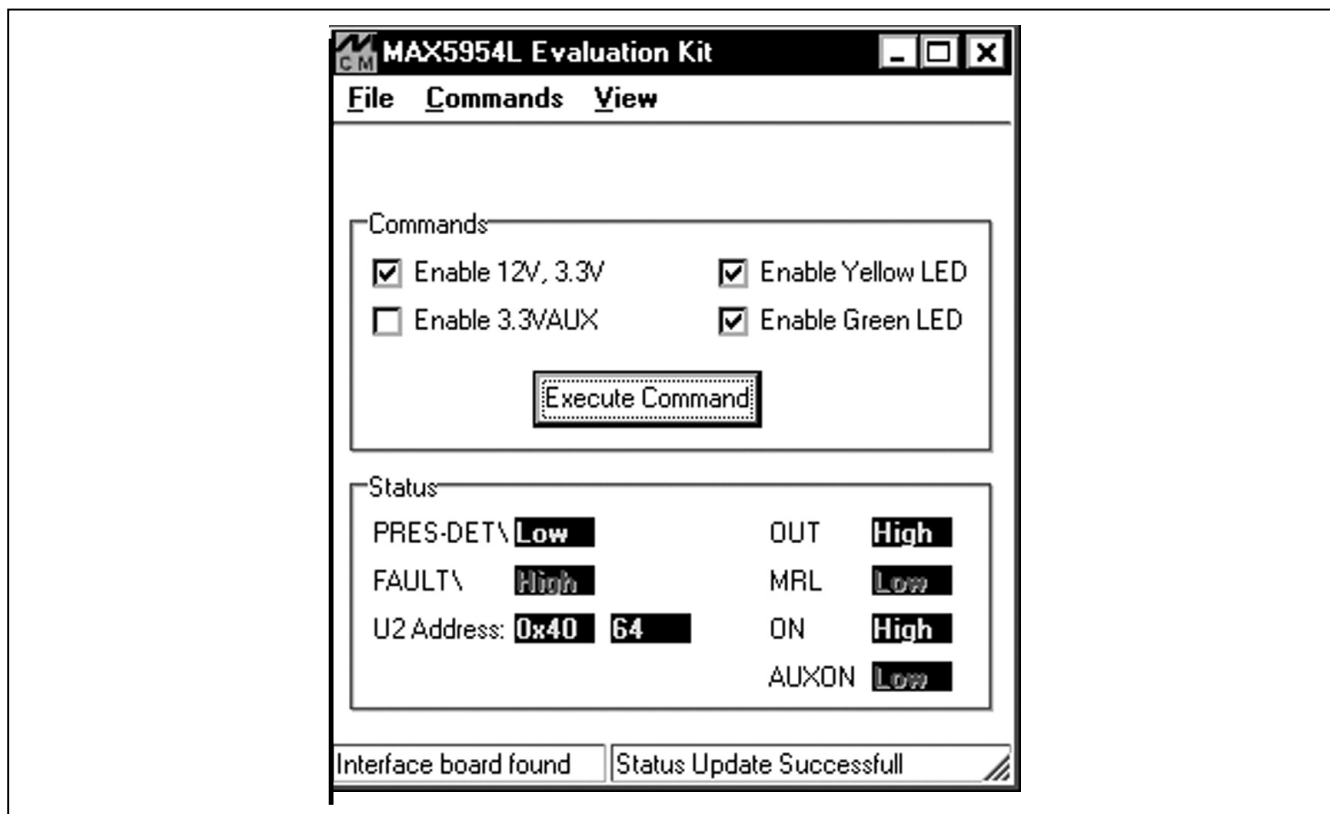 CM MAX5954L Evaluation Kit
File Commands View
Commands
Enable 12V, 3.3V Enable Yellow LED
Enable 3.3VAUX Enable Green LED
Execute Command
Status
PRES-DET\ Low OUT High
FAULT\ High MRL Low
U2 Address: 0x40 64 ON High
AUXON Low
Interface board found Status Update Successfull